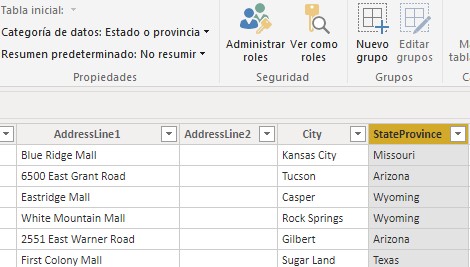 Tabla inicial:
Categoría de datos: Estado o provincia
Resumen predeterminado: No resumir
Propiedades
Administrar roles
Ver como roles
Seguridad
Nuevo grupo
Editar grupos
Grupos
AddressLine1 AddressLine2 City StateProvince
Blue Ridge Mall Kansas City Missouri
6500 East Grant Road Tucson Arizona
Eastridge Mall Casper Wyoming
White Mountain Mall Rock Springs Wyoming
2551 East Warner Road Gilbert Arizona
First Colony Mall Sugar Land Texas